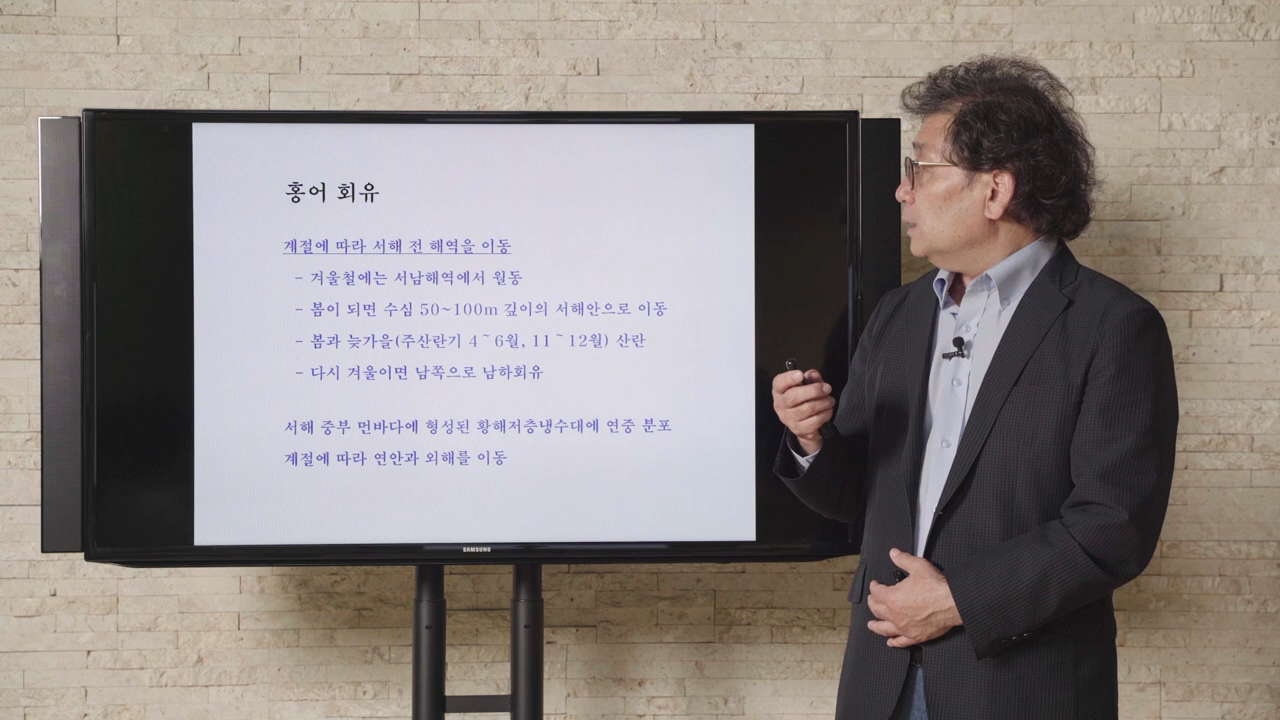 홍어 회유
계절에 따라 서해 전 해역을 이동
- 겨울철에는 서남해역에서 월동
- 봄이 되면 수심 50~100m 깊이의 서해안으로 이동
- 봄과 늦가을(주산란기 4~6월, 11~12월) 산란
- 다시 겨울이면 남쪽으로 남하회유
서해 중부 먼바다에 형성된 황해저층냉수대에 연중 분포
계절에 따라 연안과 외해를 이동
SAMSUNG